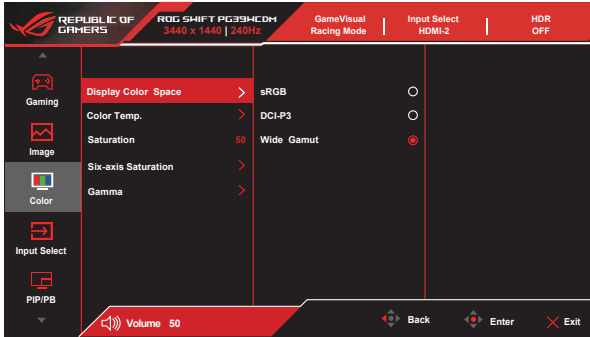 REPUBLIC OF
GAMERS
ROG SWIFT PG39WCDM
3440 x 1440 | 240Hz
GameVisual
Racing Mode
Input Select
HDMI-2
HDR
OFF
Gaming
Image
Color
Input Select
PIP/PB
Display Color Space
Color Temp.
Saturation 50
Six-axis Saturation
Gamma
sRGB
DCI-P3
Wide Gamut
Volume 50
Back
Enter
Exit